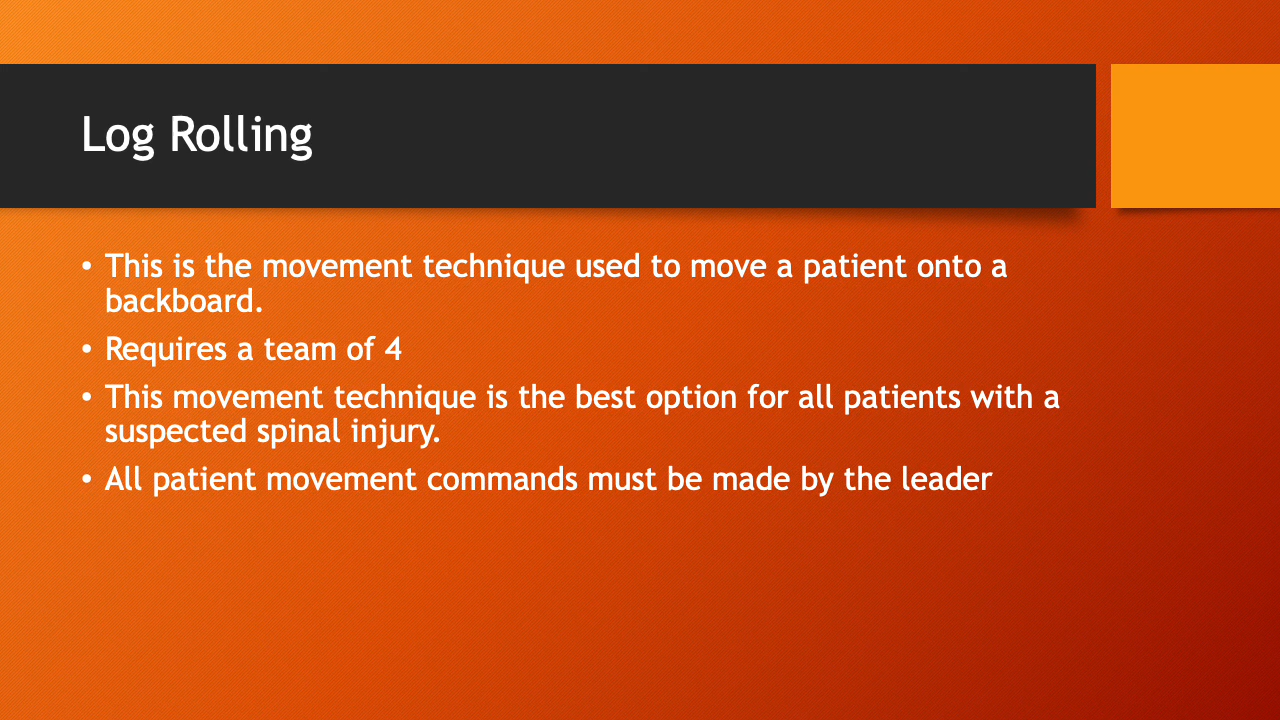 Log Rolling
• This is the movement technique used to move a patient onto a
backboard.
• Requires a team of 4
• This movement technique is the best option for all patients with a
suspected spinal injury.
• All patient movement commands must be made by the leader